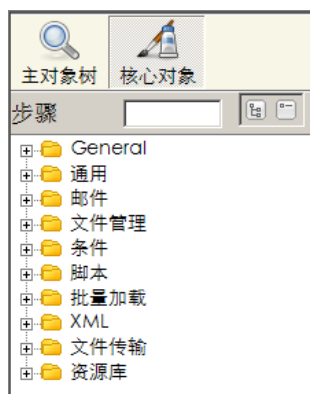 主对象树 核心对象
步骤
General
通用
邮件
文件管理
条件
脚本
批量加载
XML
文件传输
资源库